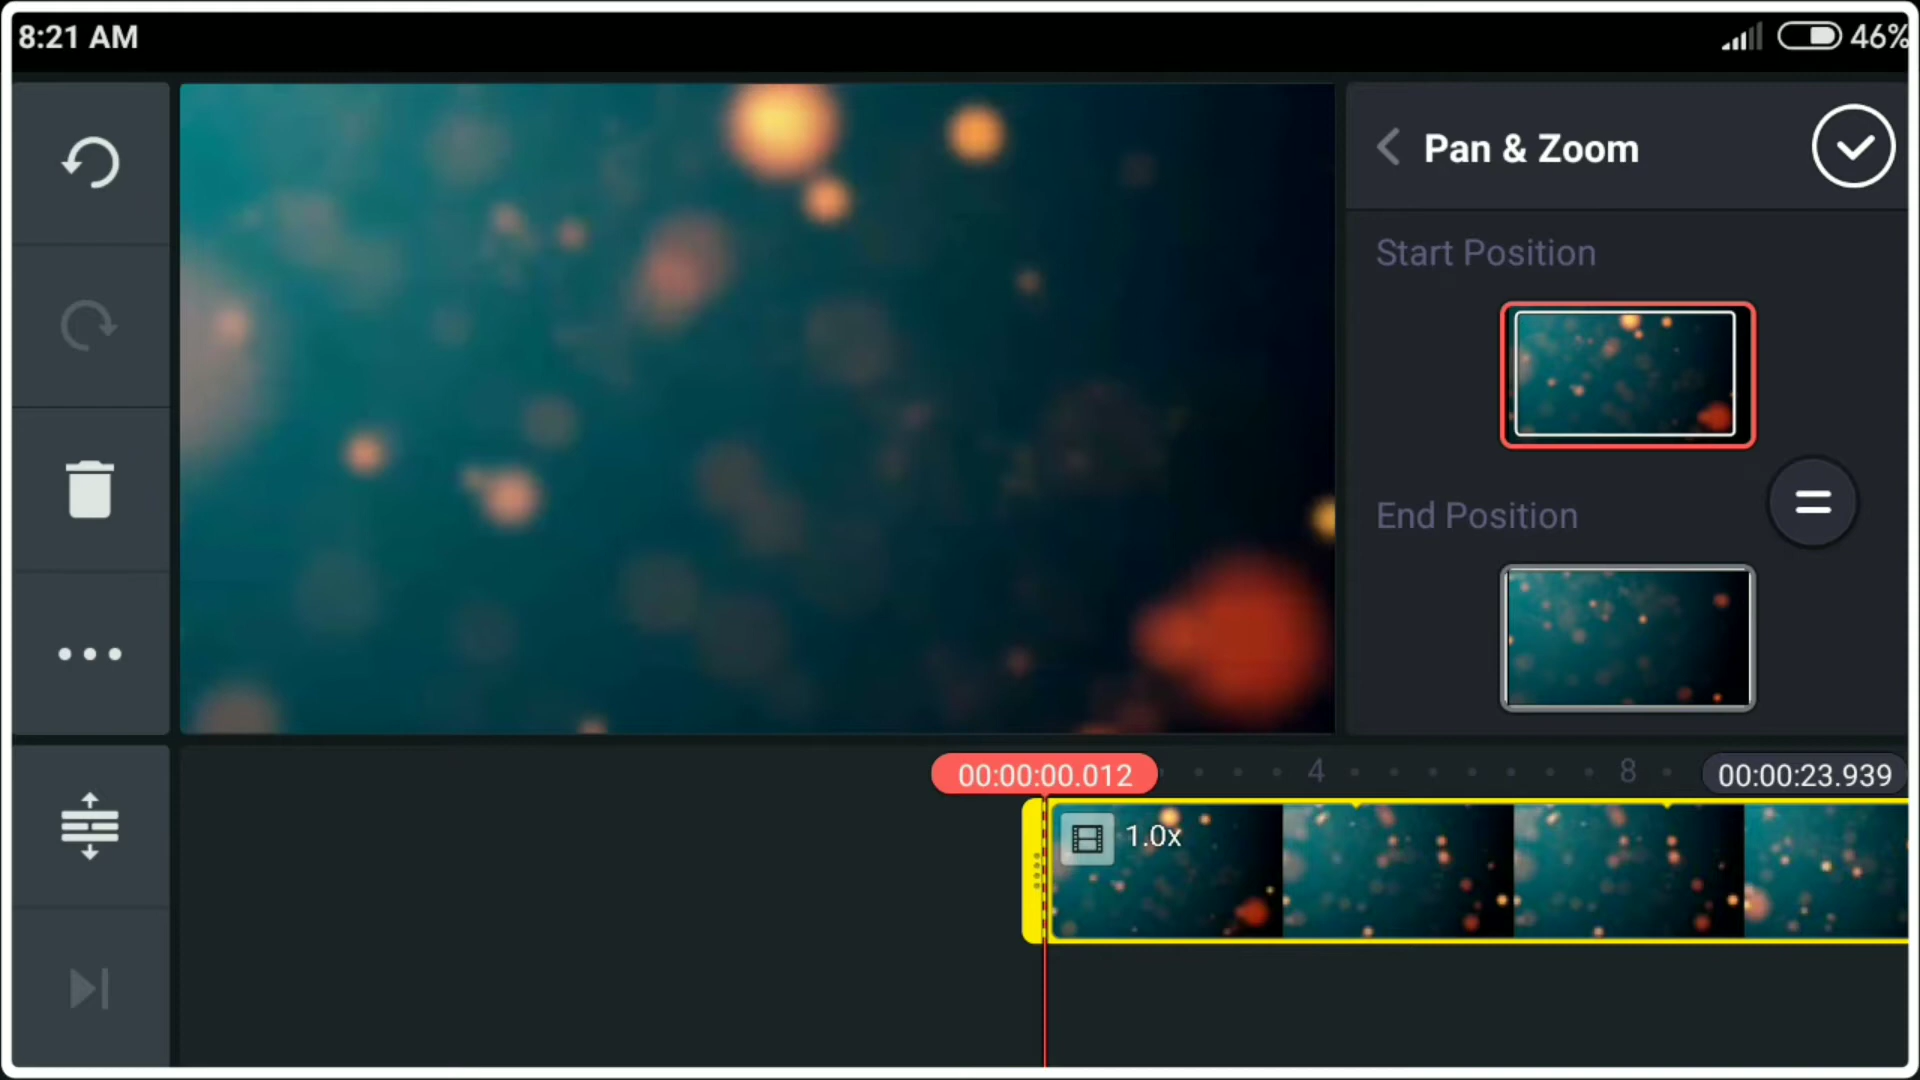 8:21 AM
46%
Pan & Zoom
Start Position
End Position
=
00:00:00.012
4
8
00:00:23.939
1.0x